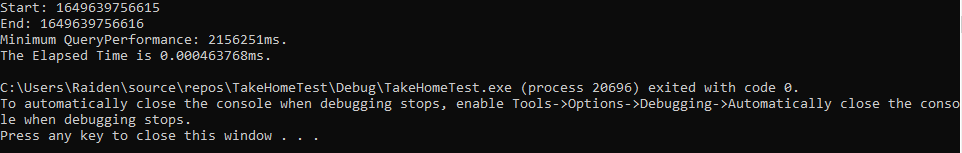 Start: 1649639756615
End: 1649639756616
Minimum QueryPerformance: 2156251ms.
The Elapsed Time is 0.000463768ms.
C:\Users\Raiden\source\repos\TakeHomeTest\Debug\TakeHomeTest.exe (process 20696) exited with code 0.
To automatically close the console when debugging stops, enable Tools->Options->Debugging->Automatically close the conso
le when debugging stops.
Press any key to close this window . . .